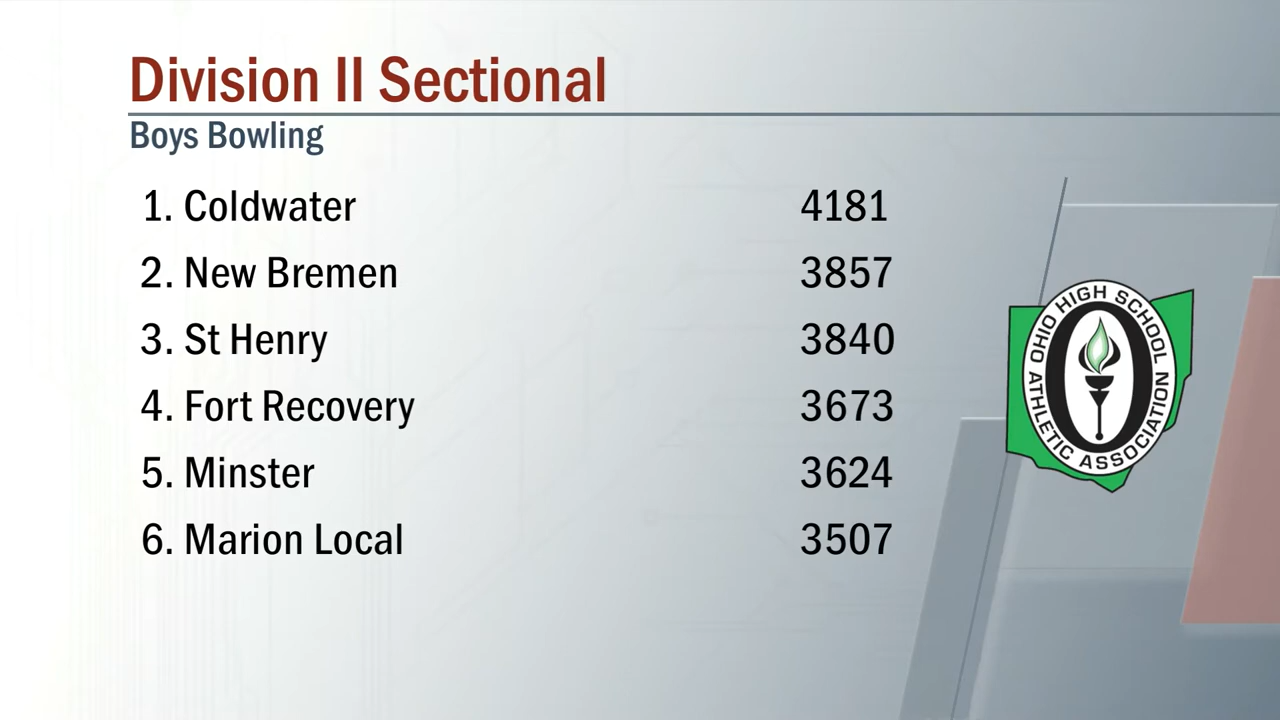 Division II Sectional
Boys Bowling
1. Coldwater 4181
2. New Bremen 3857
3. St Henry 3840
4. Fort Recovery 3673
5. Minster 3624
6. Marion Local 3507
OHIO HIGH SCHOOL ATHLETIC ASSOCIATION